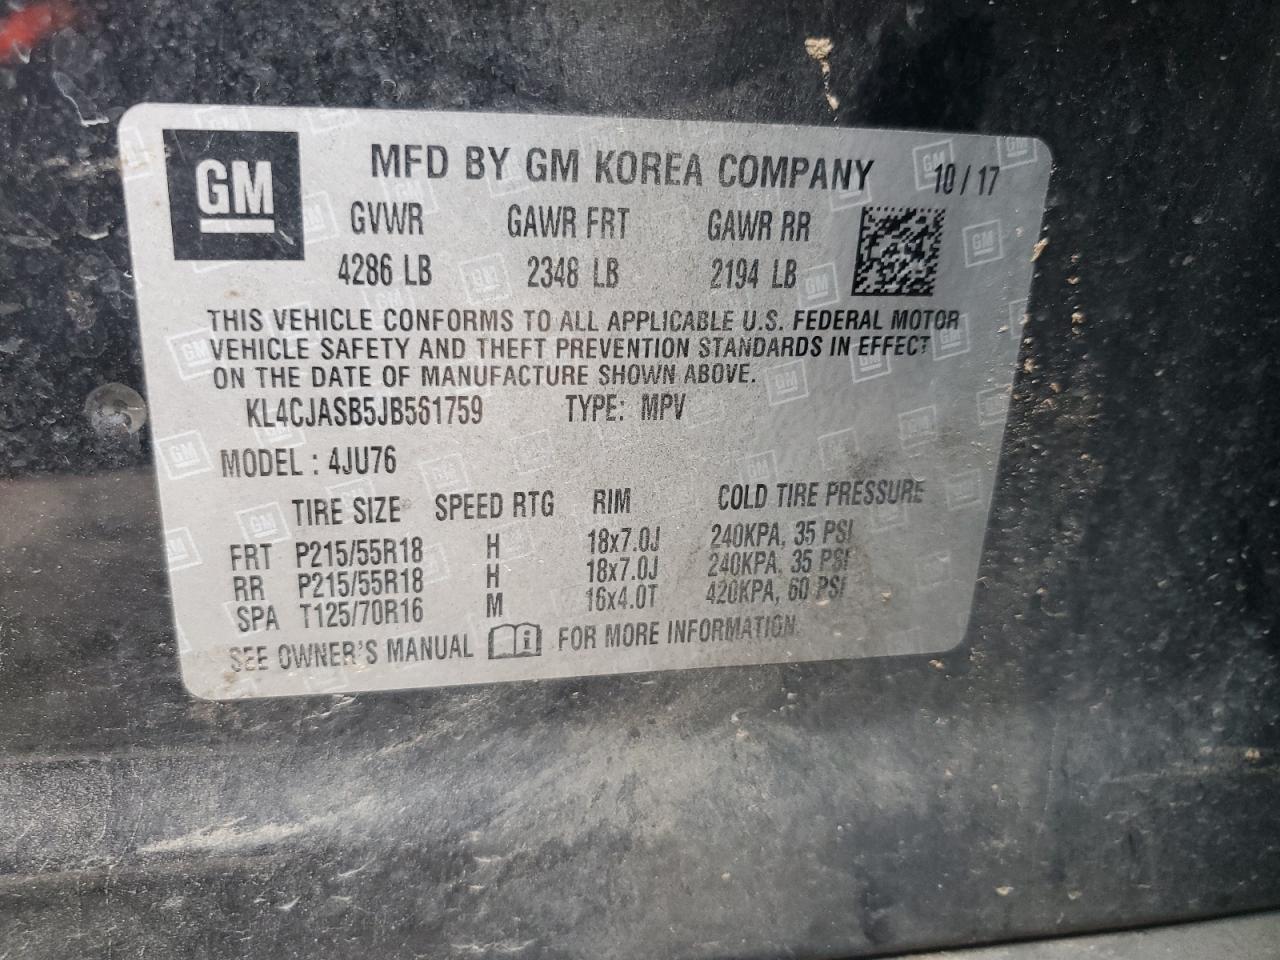 GM
MFD BY GM KOREA COMPANY 10/17
GVWR GAWR FRT GAWR RR
4286 LB 2348 LB 2194 LB
THIS VEHICLE CONFORMS TO ALL APPLICABLE U.S. FEDERAL MOTOR
VEHICLE SAFETY AND THEFT PREVENTION STANDARDS IN EFFECT
ON THE DATE OF MANUFACTURE SHOWN ABOVE.
KL4CJASB5JB561759 TYPE: MPV
MODEL : 4JU76
TIRE SIZE SPEED RTG RIM COLD TIRE PRESSURE
FRT P215/55R18 H 18x7.0J 240KPA, 35 PSI
RR P215/55R18 H 18x7.0J 240KPA, 35 PSI
SPA T125/70R16 M 16x4.0T 420KPA, 60 PSI
SEE OWNER'S MANUAL i FOR MORE INFORMATION.